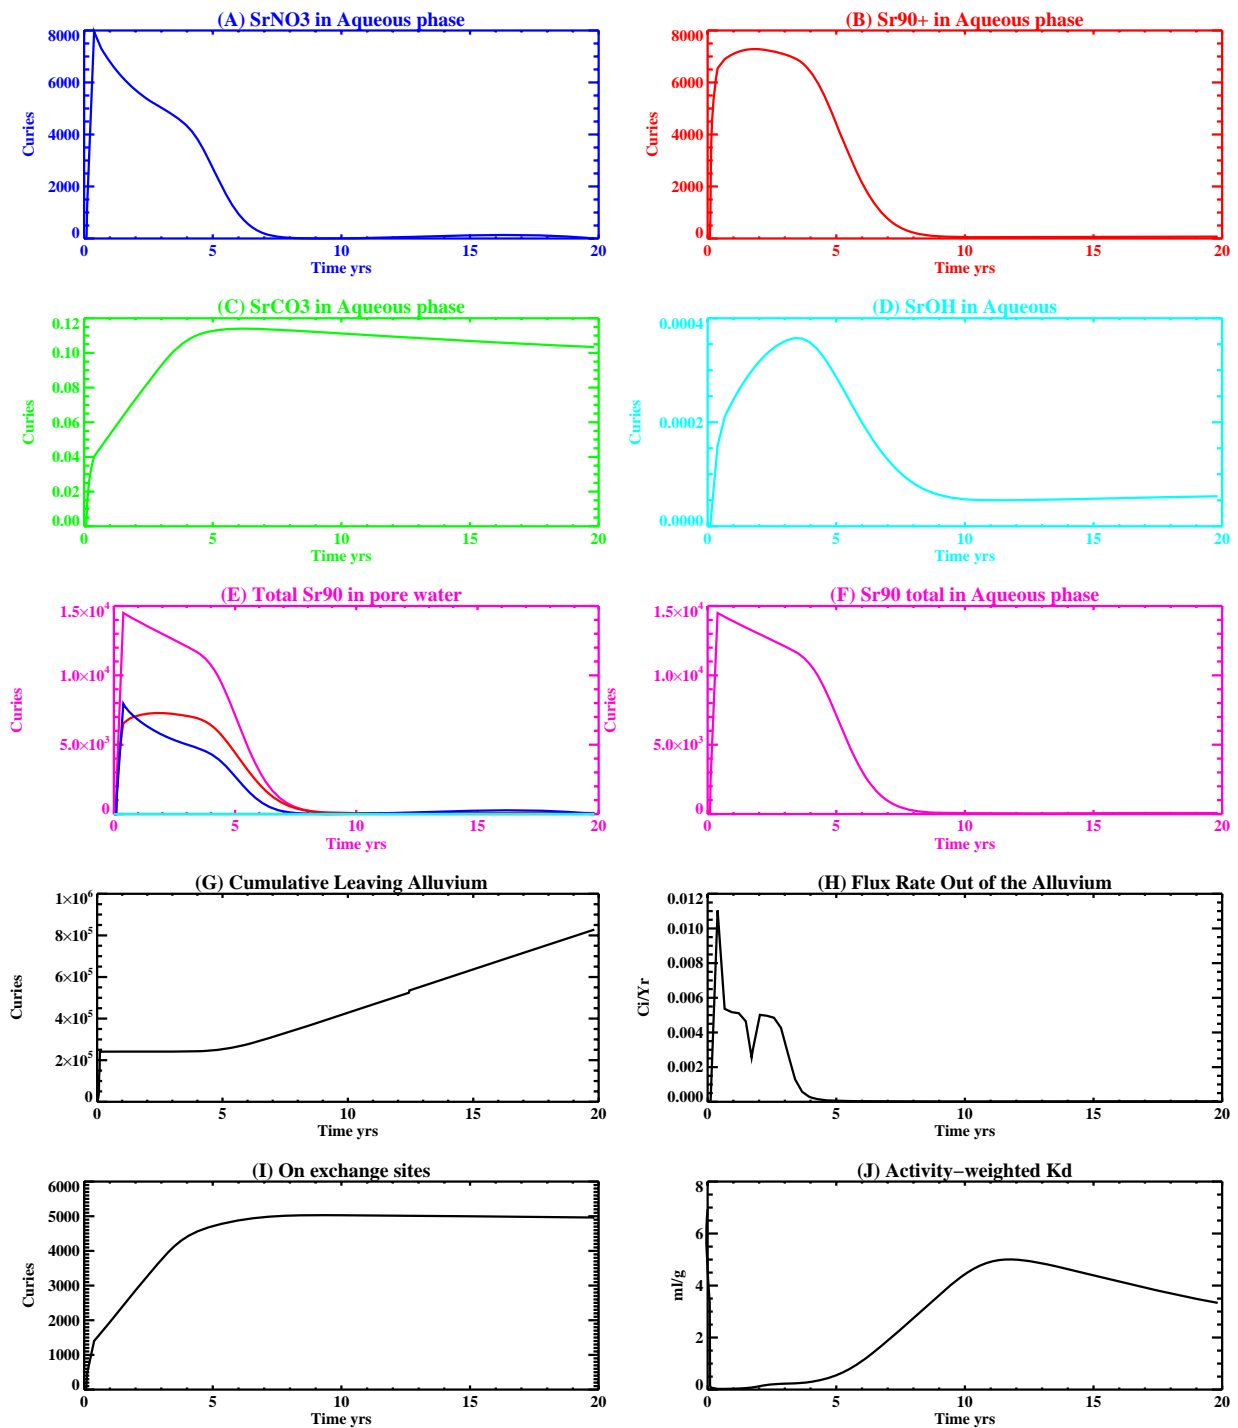 (A) SrNO3 in Aqueous phase
8000
6000
4000
2000
0
Curies
0 5 10 15 20
Time yrs
(B) Sr90+ in Aqueous phase
8000
6000
4000
2000
0
Curies
0 5 10 15 20
Time yrs
(C) SrCO3 in Aqueous phase
0.12
0.10
0.08
0.06
0.04
0.02
0.00
Curies
0 5 10 15 20
Time yrs
(D) SrOH in Aqueous
0.0004
0.0002
0.0000
Curies
0 5 10 15 20
Time yrs
(E) Total Sr90 in pore water
1.5×10⁴
1.0×10⁴
5.0×10³
0
Curies
0 5 10 15 20
Time yrs
(F) Sr90 total in Aqueous phase
1.5×10⁴
1.0×10⁴
5.0×10³
0
Curies
0 5 10 15 20
Time yrs
(G) Cumulative Leaving Alluvium
1×10⁶
8×10⁵
6×10⁵
4×10⁵
2×10⁵
0
Curies
0 5 10 15 20
Time yrs
(H) Flux Rate Out of the Alluvium
0.012
0.010
0.008
0.006
0.004
0.002
0.000
Ci/Yr
0 5 10 15 20
Time yrs
(I) On exchange sites
6000
5000
4000
3000
2000
1000
0
Curies
0 5 10 15 20
Time yrs
(J) Activity−weighted Kd
8
6
4
2
0
ml/g
0 5 10 15 20
Time yrs